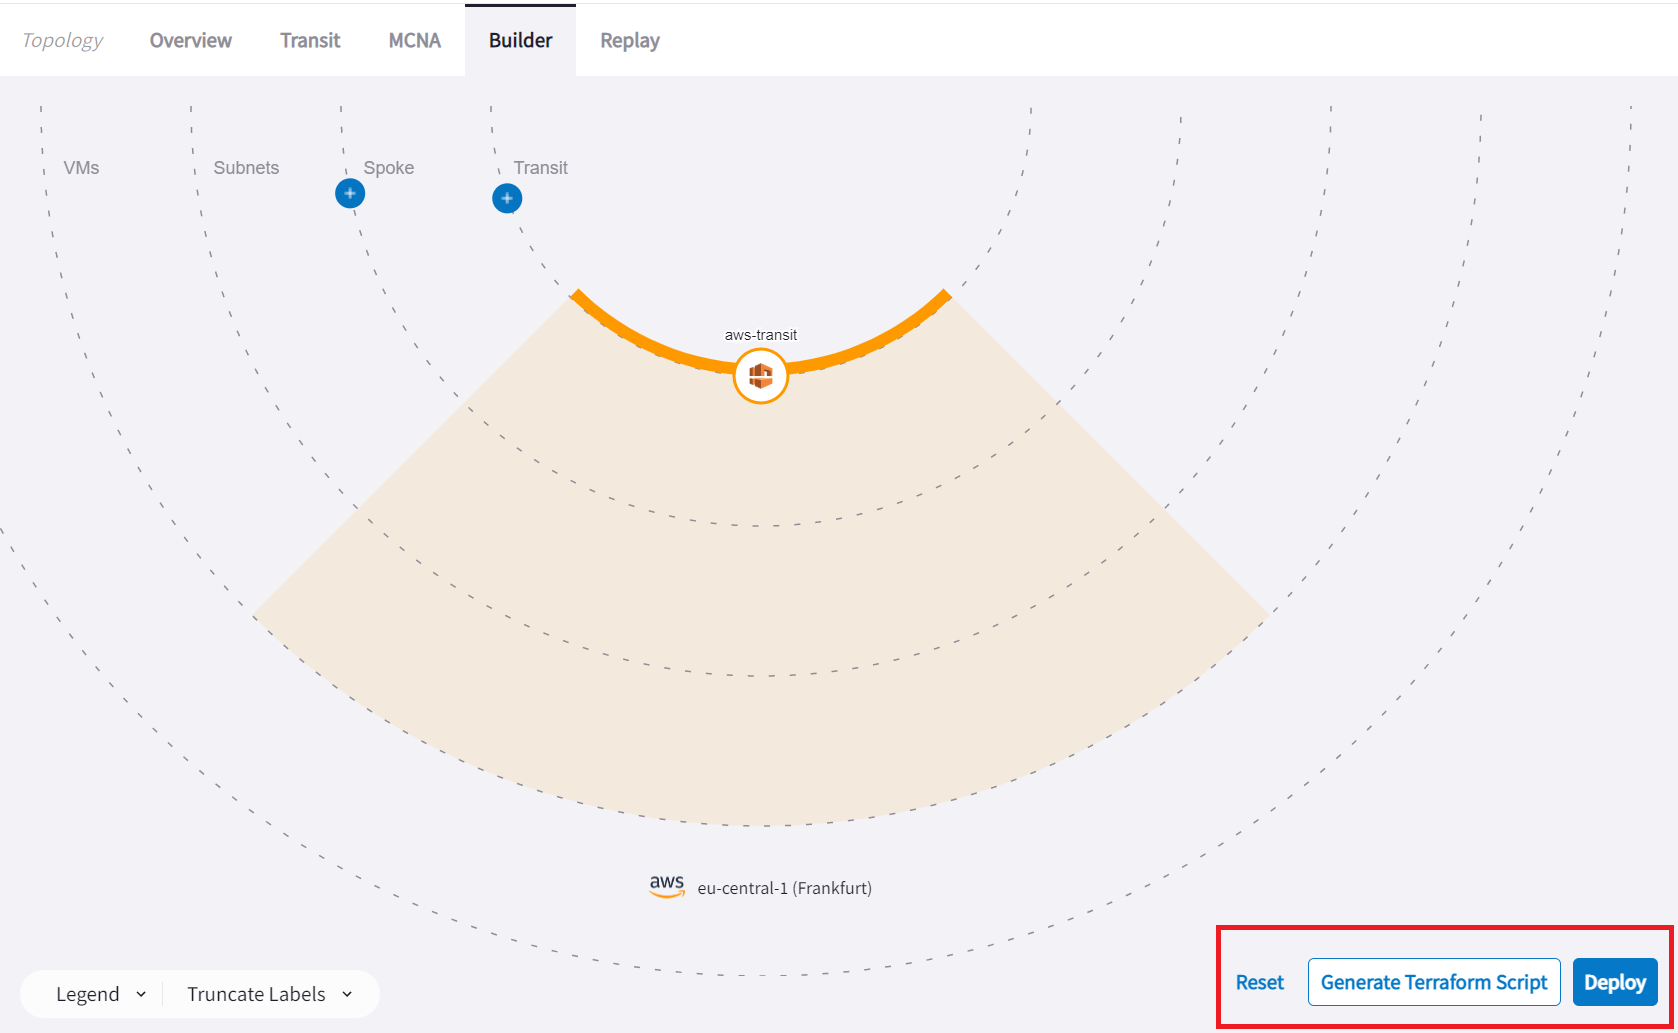 Topology Overview Transit MCNA Builder Replay
VMs Subnets Spoke Transit
aws-transit
aws eu-central-1 (Frankfurt)
Legend Truncate Labels
Reset Generate Terraform Script Deploy